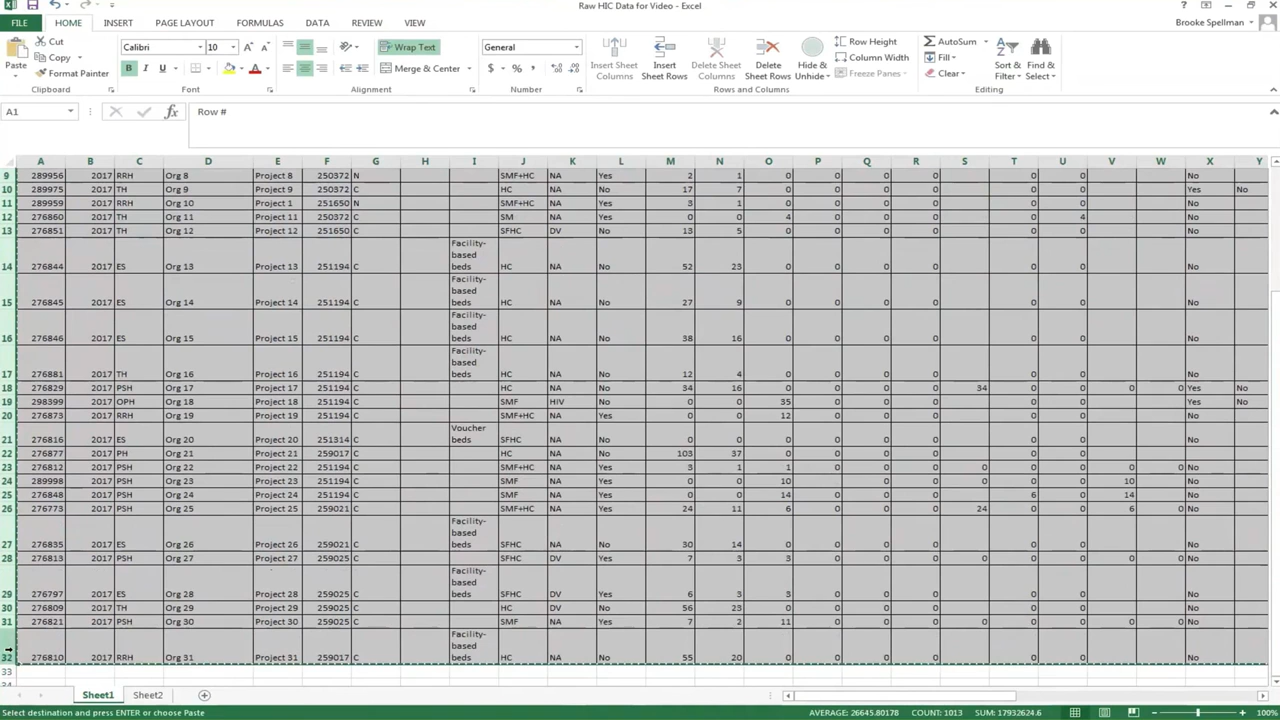 Raw HIC Data for Video - Excel
FILE HOME INSERT PAGE LAYOUT FORMULAS DATA REVIEW VIEW Brooke Spellman
Paste Cut Copy Format Painter Clipboard
Calibri 10 B I U Font
Wrap Text Merge & Center Alignment
General $ % , Number
Insert Sheet Columns Insert Sheet Rows Delete Sheet Columns Delete Sheet Rows Hide & Unhide Row Height Column Width Freeze Panes Rows and Columns
AutoSum Fill Clear Sort & Filter Find & Select Editing
A1 fx Row #
A B C D E F G H I J K L M N O P Q R S T U V W X Y
9 289956 2017 RRH Org 8 Project 8 250372 N SMF+HC NA Yes 2 1 0 0 0 0 0 0 No
10 289975 2017 TH Org 9 Project 9 250372 C HC NA No 17 7 0 0 0 0 0 0 Yes No
11 289959 2017 RRH Org 10 Project 1 251650 N SMF+HC NA Yes 3 1 0 0 0 0 0 0 No
12 276860 2017 TH Org 11 Project 11 250372 C SM NA Yes 0 0 4 0 0 0 0 4 No
13 276851 2017 TH Org 12 Project 12 251650 C SFHC DV No 13 5 0 0 0 0 0 0 No
14 276844 2017 ES Org 13 Project 14 251194 C Facility-based beds HC NA No 52 23 0 0 0 0 0 0 No
15 276845 2017 ES Org 14 Project 14 251194 C Facility-based beds HC NA No 27 9 0 0 0 0 0 0 No
16 276846 2017 ES Org 15 Project 15 251194 C Facility-based beds HC NA No 38 16 0 0 0 0 0 0 No
17 276881 2017 TH Org 16 Project 16 251194 C Facility-based beds HC NA No 12 4 0 0 0 0 0 0 No
18 276829 2017 PSH Org 17 Project 17 251194 C HC NA No 34 16 0 0 0 0 34 0 0 0 0 Yes No
19 298399 2017 OPH Org 18 Project 18 251194 C SMF HIV No 0 0 35 0 0 0 0 0 Yes No
20 276873 2017 RRH Org 19 Project 19 251194 C SMF+HC NA Yes 0 0 12 0 0 0 0 0 No
21 276816 2017 ES Org 20 Project 20 251314 C Voucher beds SFHC NA No 0 0 0 0 0 0 0 0 No
22 276877 2017 PH Org 21 Project 21 259017 C HC NA No 103 37 0 0 0 0 0 0 No
23 276812 2017 PSH Org 22 Project 22 251194 C SMF+HC NA Yes 3 1 1 0 0 0 0 0 0 0 0 No
24 289998 2017 PSH Org 23 Project 23 251194 C SMF NA Yes 0 0 10 0 0 0 0 0 0 10 No
25 276848 2017 PSH Org 24 Project 24 251194 C SMF NA Yes 0 0 14 0 0 0 6 0 14 No
26 276773 2017 PSH Org 25 Project 25 259021 C SMF+HC NA Yes 24 11 6 0 0 0 24 0 0 6 0 No
27 276835 2017 ES Org 26 Project 26 259021 C Facility-based beds SFHC NA No 30 14 0 0 0 0 0 0 No
28 276813 2017 PSH Org 27 Project 27 259025 C SFHC DV Yes 7 3 3 0 0 0 0 0 0 0 0 No
29 276797 2017 ES Org 28 Project 28 259025 C Facility-based beds SFHC DV Yes 6 3 3 0 0 0 0 0 No
30 276809 2017 TH Org 29 Project 29 259025 C HC DV No 56 23 0 0 0 0 0 0 No
31 276821 2017 PSH Org 30 Project 30 259025 C SMF NA Yes 7 2 11 0 0 0 0 0 0 0 0 No
32 276810 2017 RRH Org 31 Project 31 259017 C Facility-based beds HC NA No 55 20 0 0 0 0 0 0 No
33
Sheet1 Sheet2
Select destination and press ENTER or choose Paste AVERAGE: 26645.80178 COUNT: 1013 SUM: 17932624.6 100%